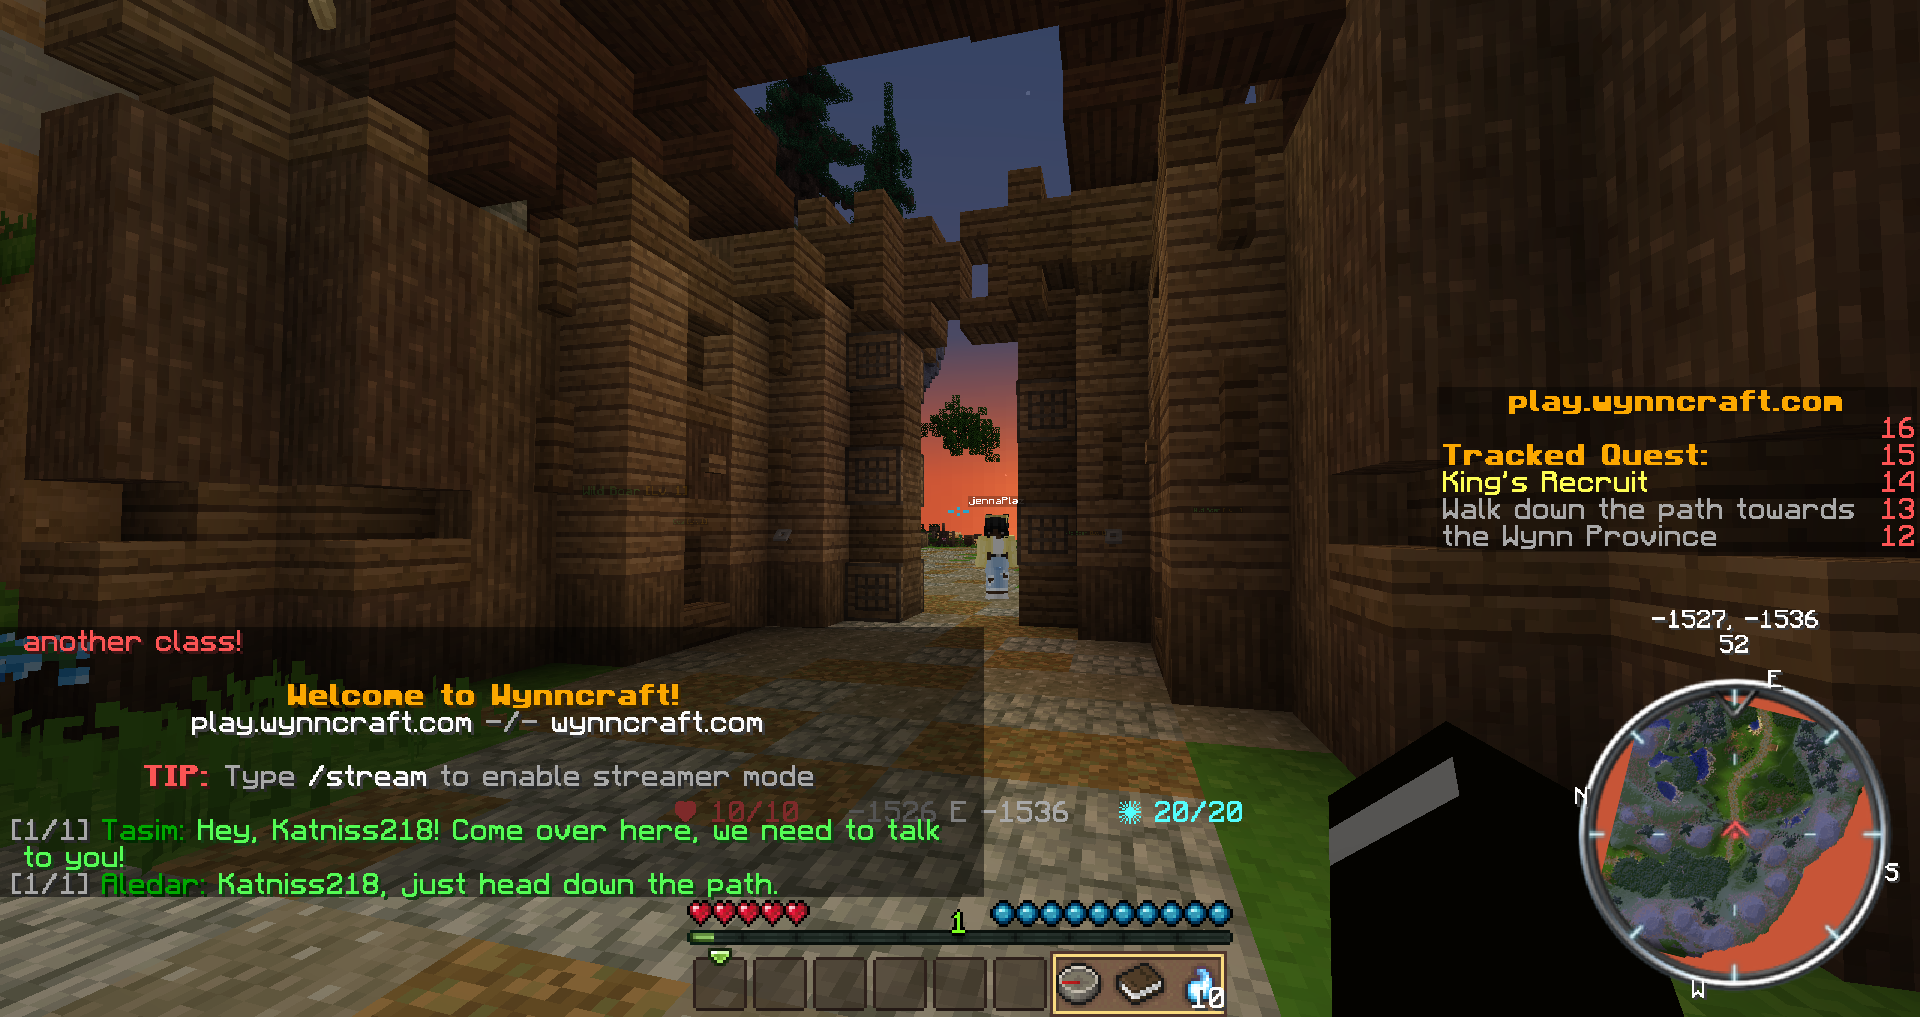 play.wynncraft.com
16
Tracked Quest: 15
King's Recruit 14
Walk down the path towards 13
the Wynn Province 12
jennaPla
-1527, -1536
52
E
N
S
W
another class!
Welcome to Wynncraft!
play.wynncraft.com -/- wynncraft.com
TIP: Type /stream to enable streamer mode
10/10 -1526 E -1536 20/20
[1/1] Tasim: Hey, Katniss218! Come over here, we need to talk
to you!
[1/1] Aledar: Katniss218, just head down the path.
1
10